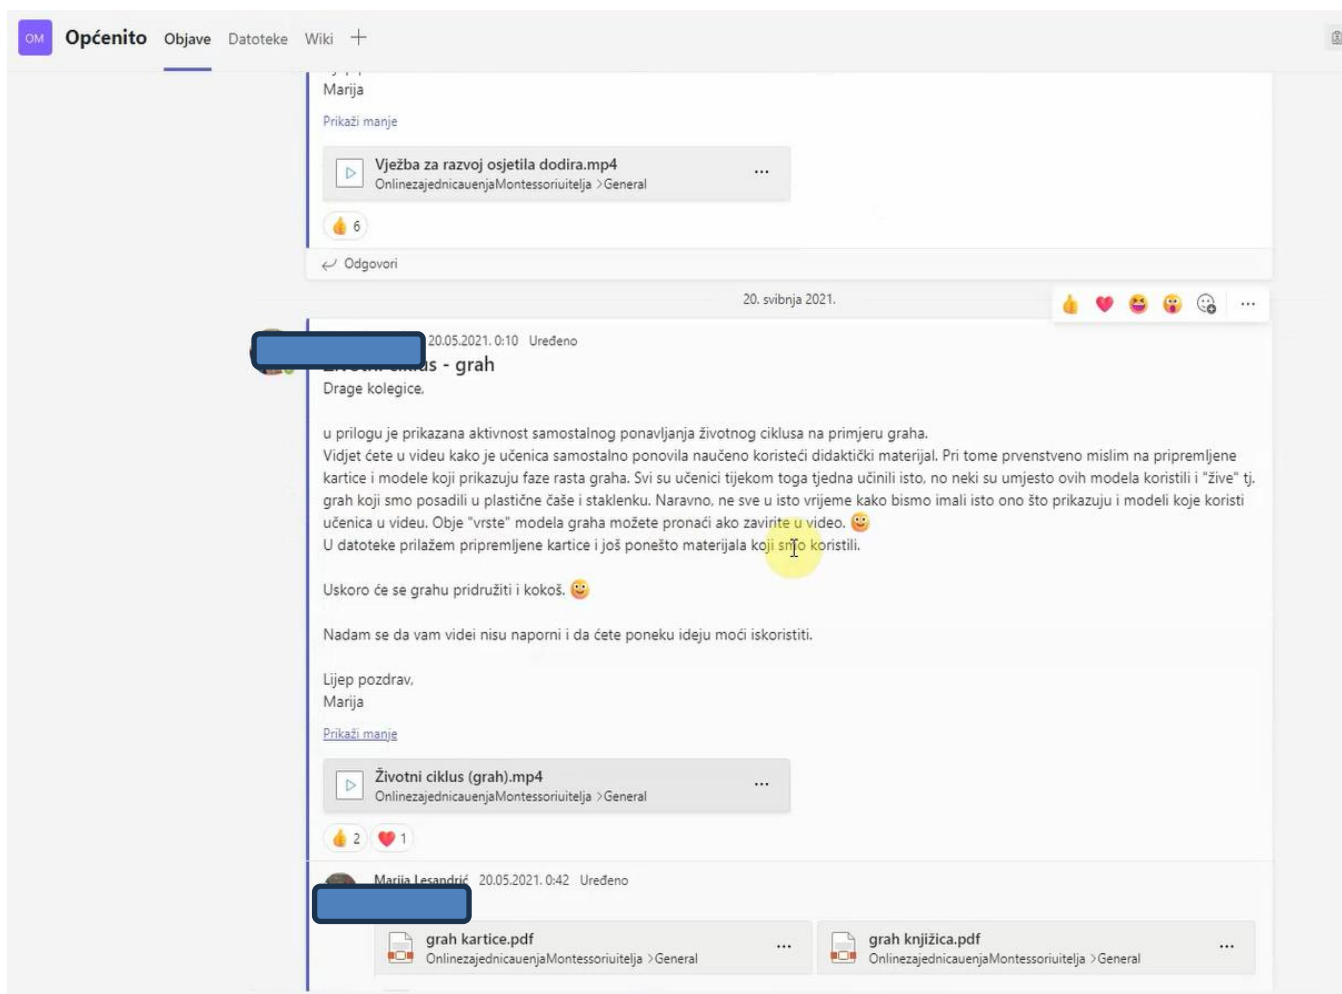 OM Općenito Objave Datoteke Wiki
Marija
Prikaži manje
Vježba za razvoj osjetila dodira.mp4
OnlinezajednicauenjaMontessoriuitelja >General
6
Odgovori
20. svibnja 2021.
20.05.2021. 0:10 Uređeno
- grah
Drage kolegice,
u prilogu je prikazana aktivnost samostalnog ponavljanja životnog ciklusa na primjeru graha.
Vidjet ćete u videu kako je učenica samostalno ponovila naučeno koristeći didaktički materijal. Pri tome prvenstveno mislim na pripremljene
kartice i modele koji prikazuju faze rasta graha. Svi su učenici tijekom toga tjedna učinili isto, no neki su umjesto ovih modela koristili i "žive" tj.
grah koji smo posadili u plastične čaše i staklenku. Naravno, ne sve u isto vrijeme kako bismo imali isto ono što prikazuju i modeli koje koristi
učenica u videu. Obje "vrste" modela graha možete pronaći ako zavirite u video.
U datoteke prilažem pripremljene kartice i još ponešto materijala koji smo koristili.
Uskoro će se grahu pridružiti i kokoš.
Nadam se da vam videi nisu naporni i da ćete poneku ideju moći iskoristiti.
Lijep pozdrav,
Marija
Prikaži manje
Životni ciklus (grah).mp4
OnlinezajednicauenjaMontessoriuitelja >General
2 1
Marija Lesandrić 20.05.2021. 0:42 Uređeno
grah kartice.pdf
OnlinezajednicauenjaMontessoriuitelja >General
grah knjižica.pdf
OnlinezajednicauenjaMontessoriuitelja >General